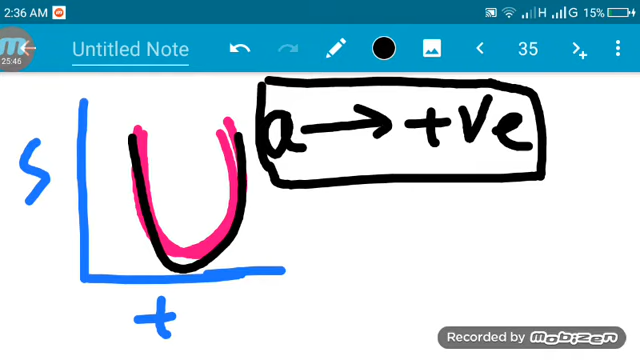 2:36 AM H G 15%
M 25:46 Untitled Note 35
a → +ve
S
t
Recorded by mobizen